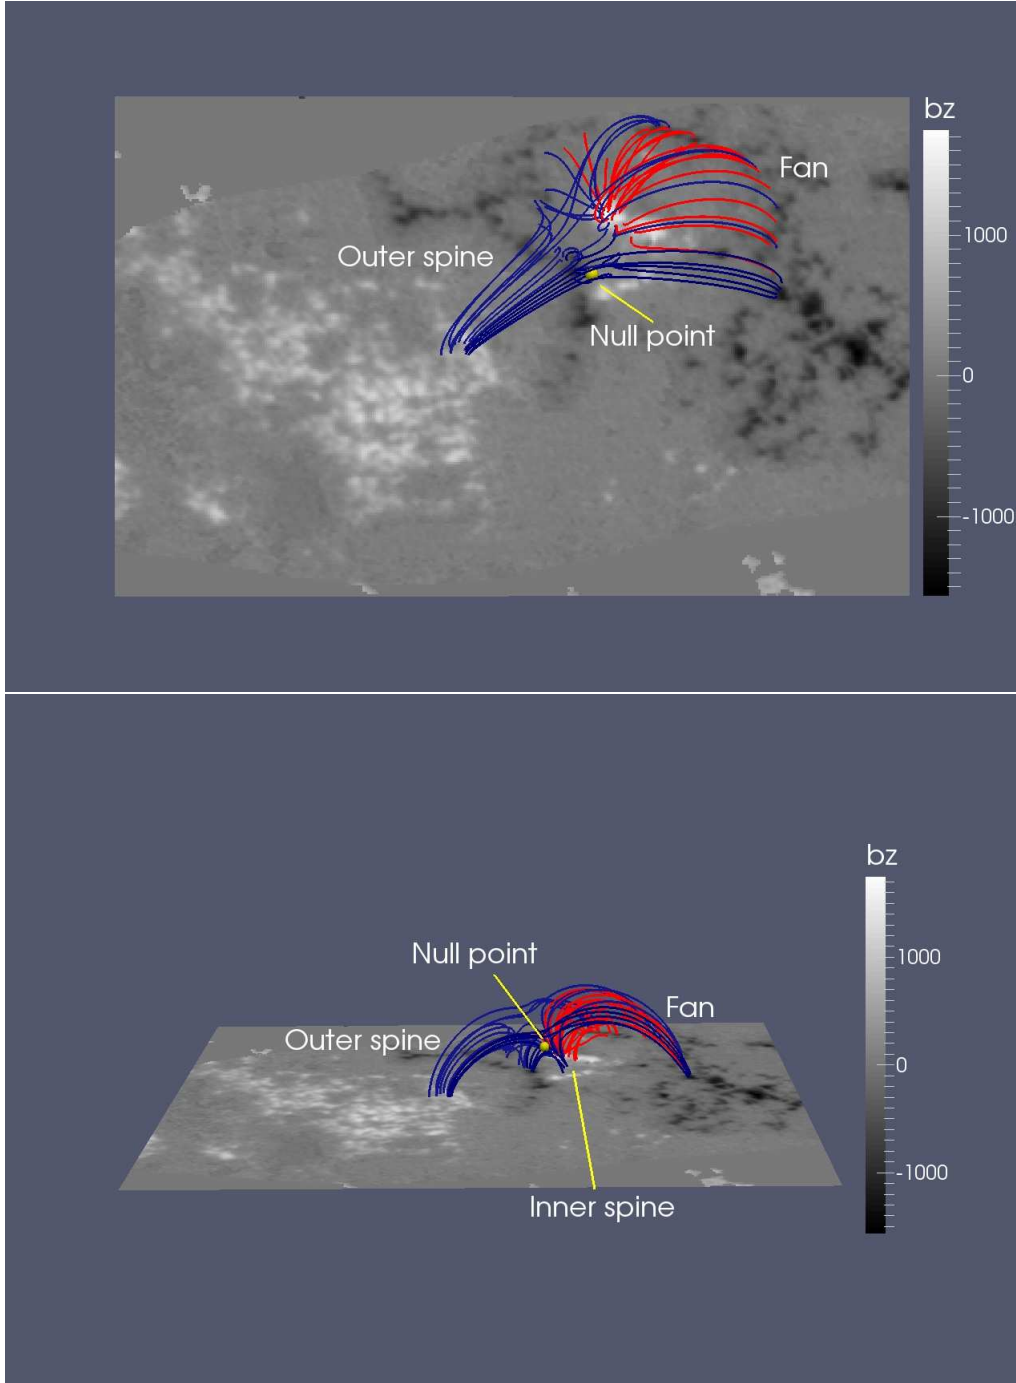 bz
Fan
Outer spine
1000
Null point
0
-1000
bz
Null point
1000
Fan
Outer spine
0
-1000
Inner spine